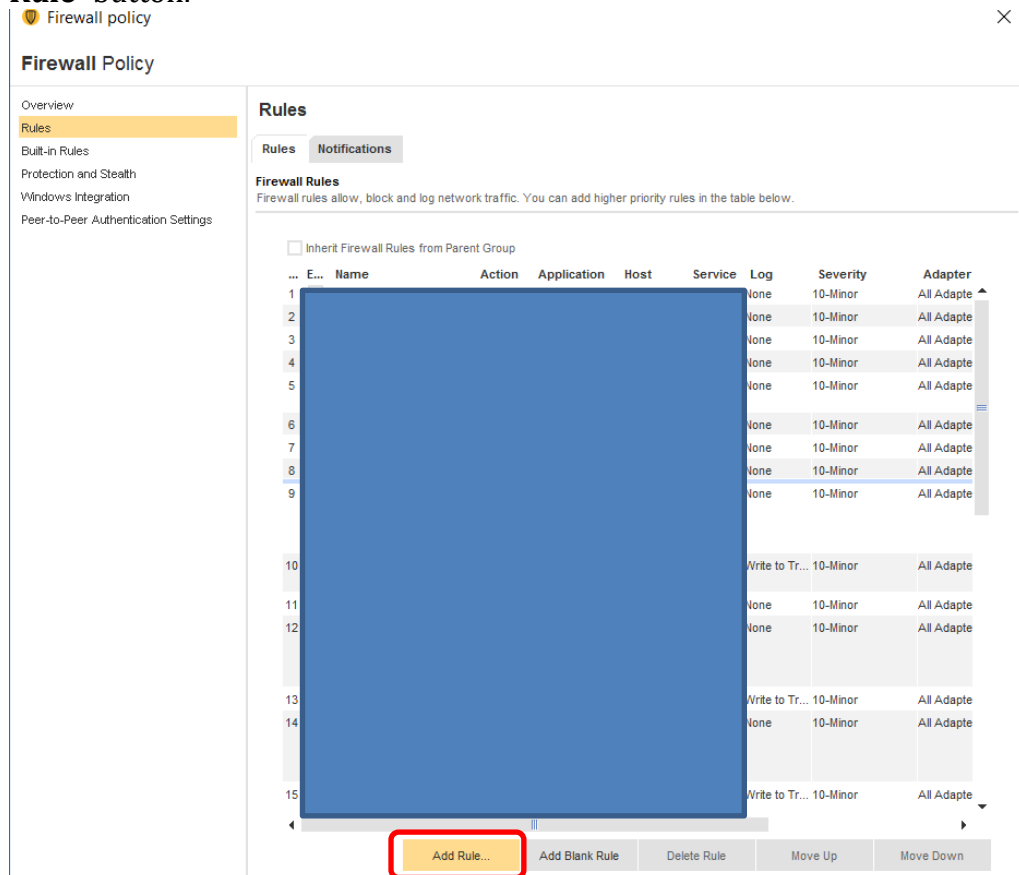 Firewall policy
Firewall Policy
Overview
Rules
Built-in Rules
Protection and Stealth
Windows Integration
Peer-to-Peer Authentication Settings
Rules
Rules Notifications
Firewall Rules
Firewall rules allow, block and log network traffic. You can add higher priority rules in the table below.
Inherit Firewall Rules from Parent Group
... E... Name Action Application Host Service Log Severity Adapter
1 None 10-Minor All Adapte
2 None 10-Minor All Adapte
3 None 10-Minor All Adapte
4 None 10-Minor All Adapte
5 None 10-Minor All Adapte
6 None 10-Minor All Adapte
7 None 10-Minor All Adapte
8 None 10-Minor All Adapte
9 None 10-Minor All Adapte
10 Write to Tr... 10-Minor All Adapte
11 None 10-Minor All Adapte
12 None 10-Minor All Adapte
13 Write to Tr... 10-Minor All Adapte
14 None 10-Minor All Adapte
15 Write to Tr... 10-Minor All Adapte
Add Rule... Add Blank Rule Delete Rule Move Up Move Down